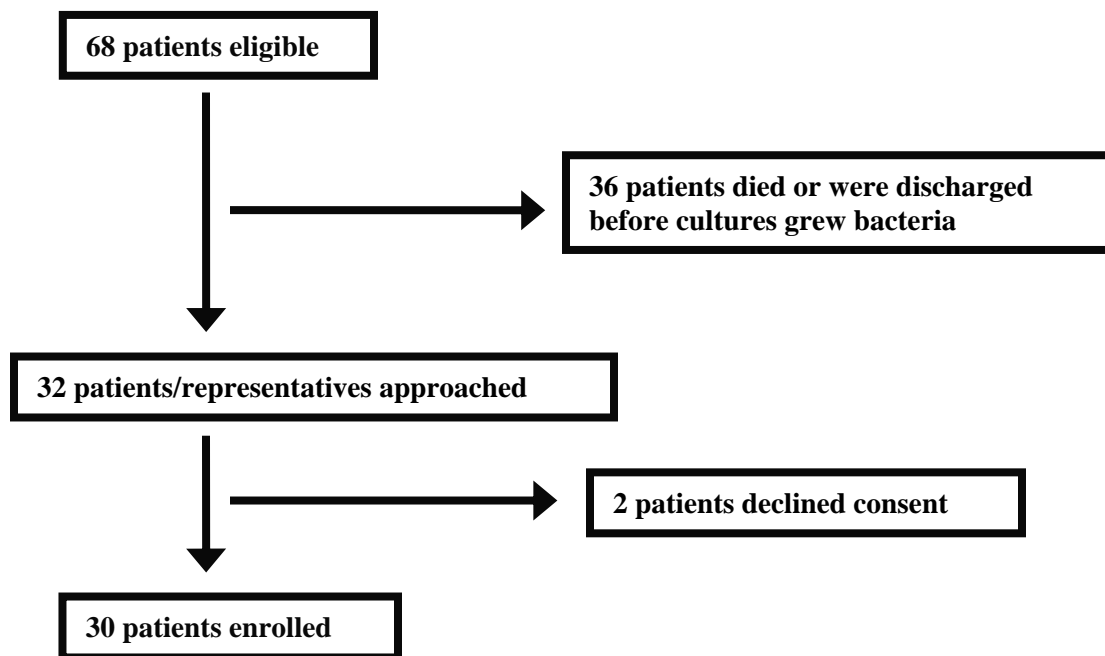 68 patients eligible
36 patients died or were discharged
before cultures grew bacteria
32 patients/representatives approached
2 patients declined consent
30 patients enrolled